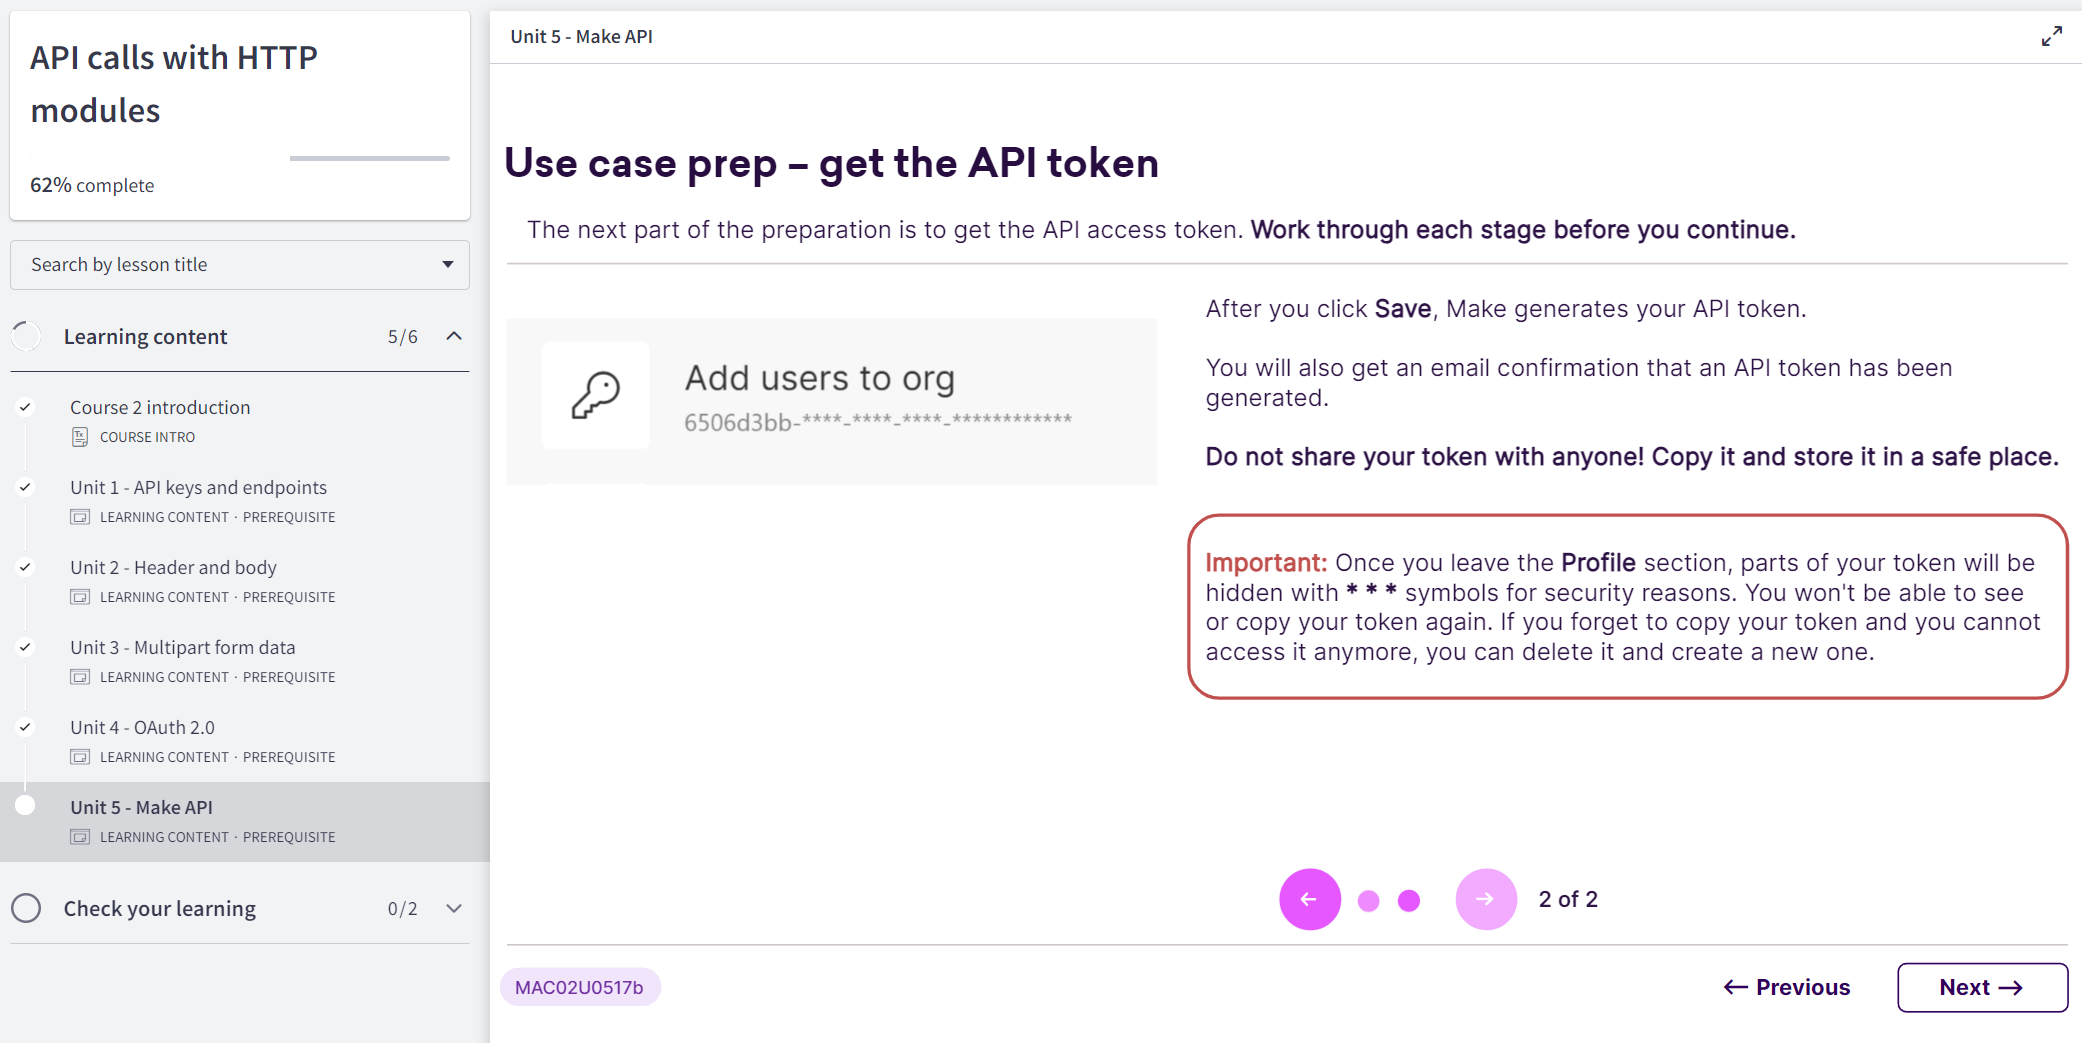 API calls with HTTP
modules
62% complete
Search by lesson title
Learning content 5/6
Course 2 introduction
COURSE INTRO
Unit 1 - API keys and endpoints
LEARNING CONTENT · PREREQUISITE
Unit 2 - Header and body
LEARNING CONTENT · PREREQUISITE
Unit 3 - Multipart form data
LEARNING CONTENT · PREREQUISITE
Unit 4 - OAuth 2.0
LEARNING CONTENT · PREREQUISITE
Unit 5 - Make API
LEARNING CONTENT · PREREQUISITE
Check your learning 0/2
Unit 5 - Make API
Use case prep – get the API token
The next part of the preparation is to get the API access token. Work through each stage before you continue.
Add users to org
6506d3bb-****-****-****-************
After you click Save, Make generates your API token.
You will also get an email confirmation that an API token has been
generated.
Do not share your token with anyone! Copy it and store it in a safe place.
Important: Once you leave the Profile section, parts of your token will be
hidden with * * * symbols for security reasons. You won't be able to see
or copy your token again. If you forget to copy your token and you cannot
access it anymore, you can delete it and create a new one.
2 of 2
MAC02U0517b
← Previous
Next →